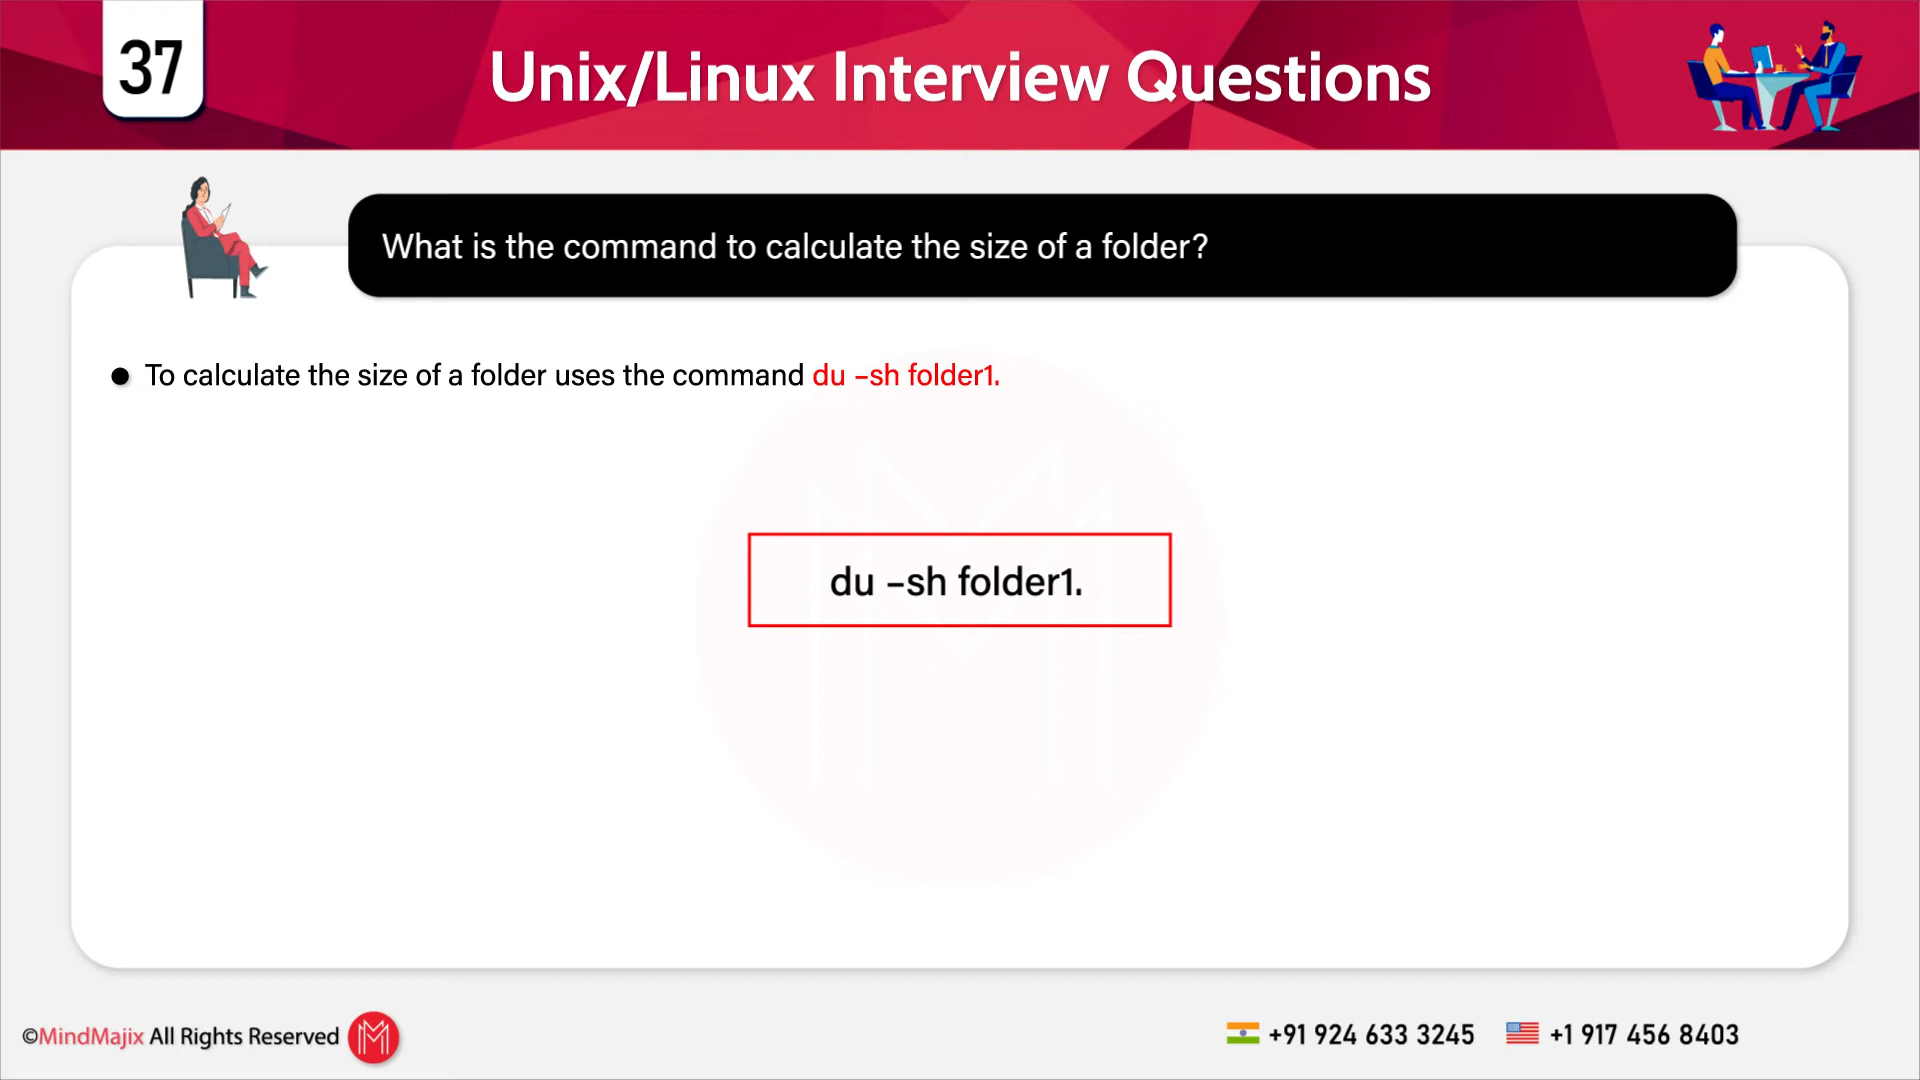 37
Unix/Linux Interview Questions
What is the command to calculate the size of a folder?
● To calculate the size of a folder uses the command du –sh folder1.
du –sh folder1.
©MindMajix All Rights Reserved
+91 924 633 3245 +1 917 456 8403